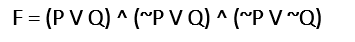 F = (P V Q) ^ (~P V Q) ^ (~P V ~Q)